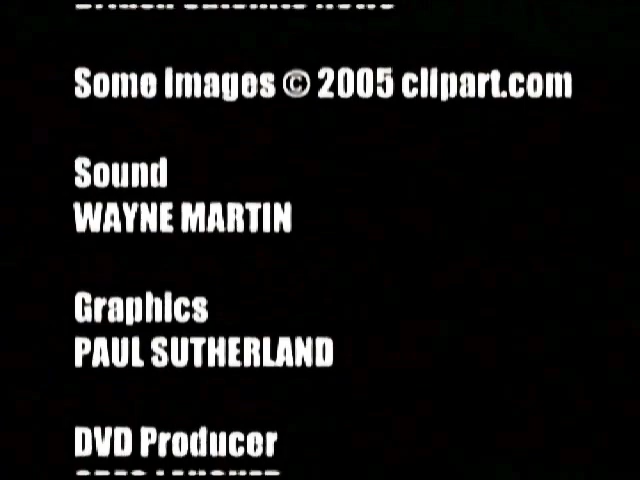 Some images © 2005 clipart.com
Sound
WAYNE MARTIN
Graphics
PAUL SUTHERLAND
DVD Producer